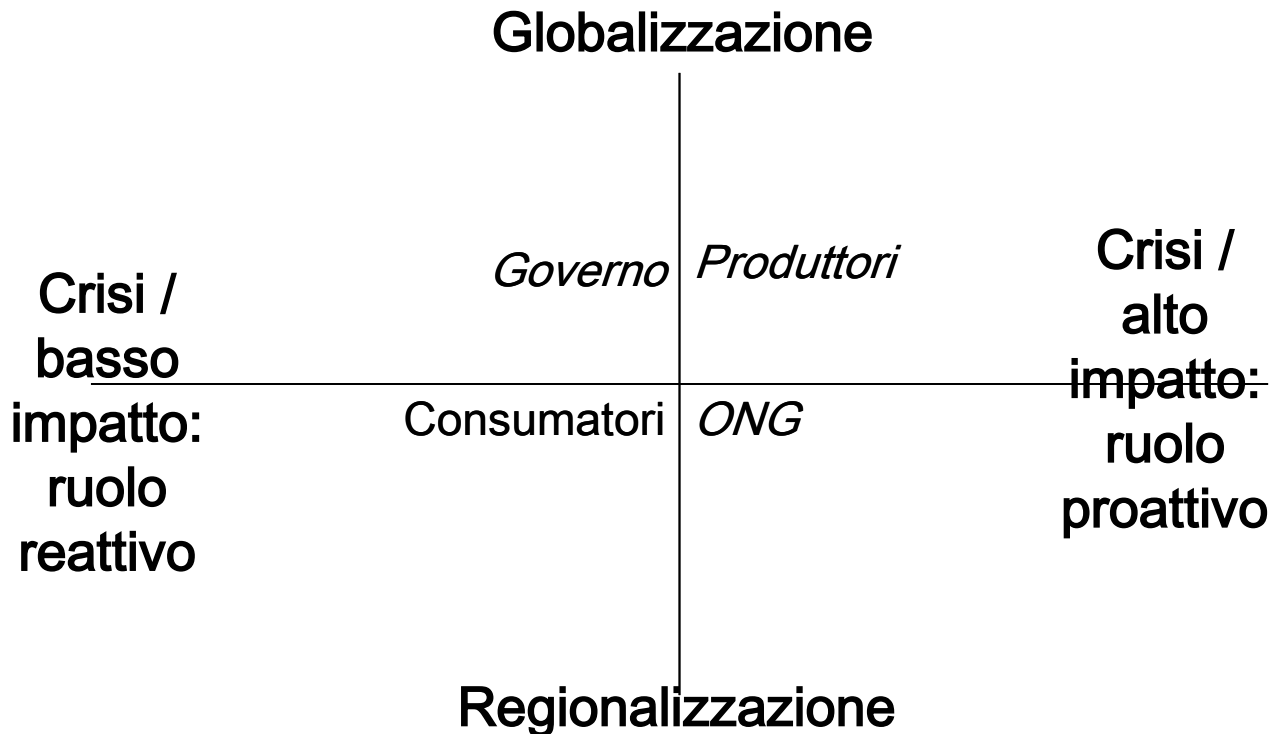 Globalizzazione
Governo
Produttori
Crisi /
basso
impatto:
ruolo
reattivo
Crisi /
alto
impatto:
ruolo
proattivo
Consumatori
ONG
Regionalizzazione